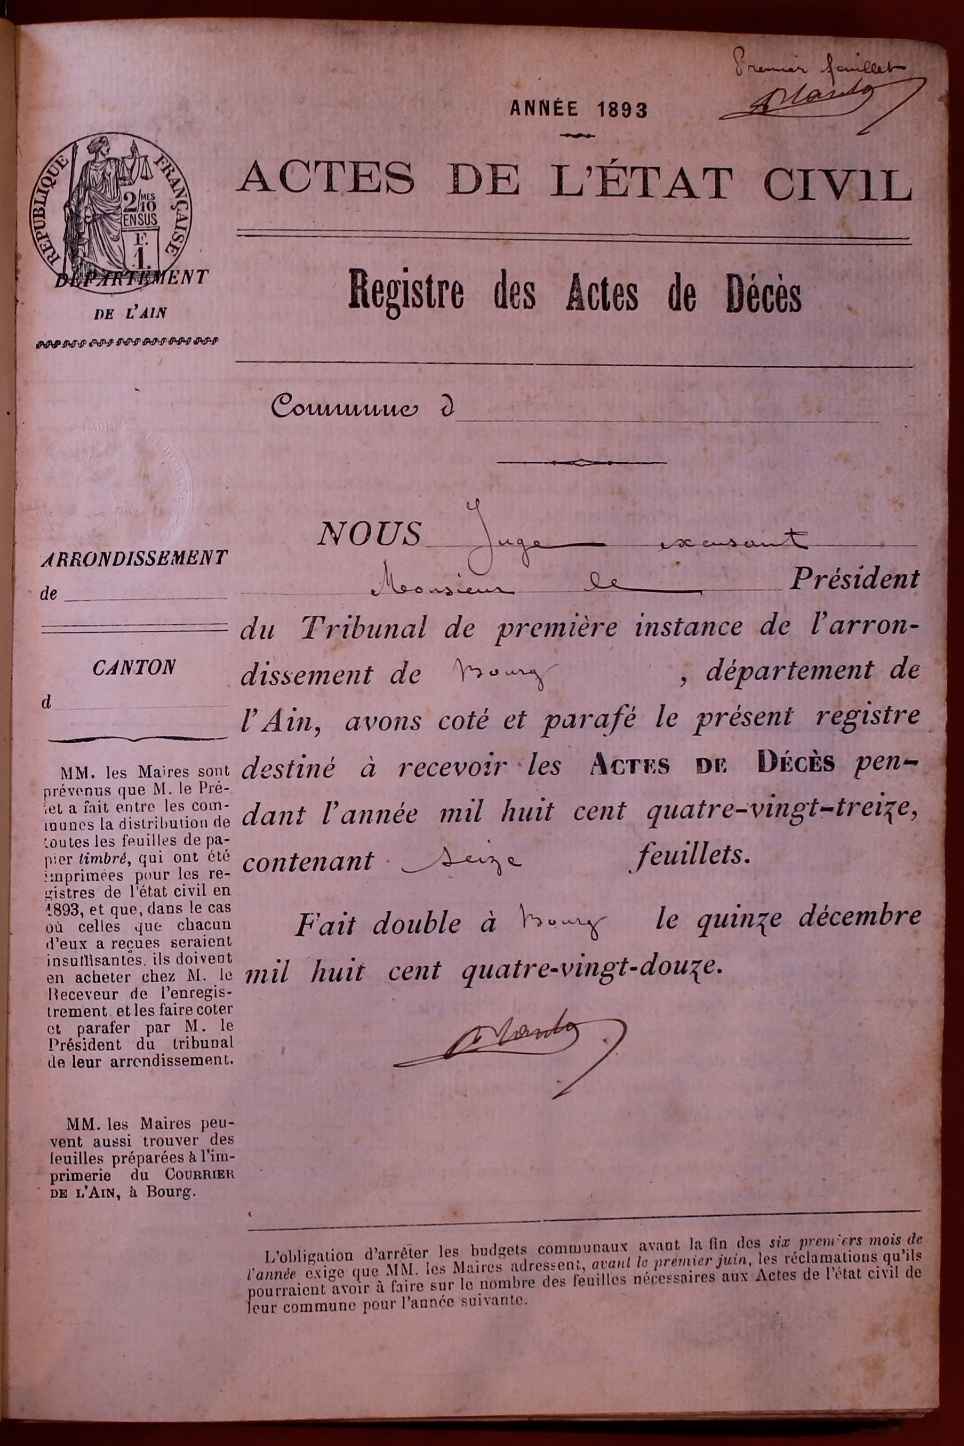 Premier feuillet
ANNÉE 1893
ACTES DE L'ÉTAT CIVIL
RÉPUBLIQUE FRANÇAISE
2/MES
10
EN SUS
F.
1.
DÉPARTEMENT
DE L'AIN
Registre des Actes de Décès
Commune d
ARRONDISSEMENT
de
CANTON
d
MM. les Maires sont
prévenus que M. le Pré-
fet a fait entre les com-
munes la distribution de
toutes les feuilles de pa-
pier timbré, qui ont été
imprimées pour les re-
gistres de l'état civil en
1893, et que, dans le cas
où celles que chacun
d'eux a reçues seraient
insuffisantes, ils doivent
en acheter chez M. le
Receveur de l'enregis-
trement et les faire coter
et parafer par M. le
Président du tribunal
de leur arrondissement.
MM. les Maires peu-
vent aussi trouver des
feuilles préparées à l'im-
primerie du COURRIER
DE L'AIN, à Bourg.
NOUS Juge excusant
Monsieur le Président
du Tribunal de première instance de l'arron-
dissement de Bourg, département de
l'Ain, avons coté et parafé le présent registre
destiné à recevoir les ACTES DE DÉCÈS pen-
dant l'année mil huit cent quatre-vingt-treize,
contenant seize feuillets.
Fait double à Bourg le quinze décembre
mil huit cent quatre-vingt-douze.
L'obligation d'arrêter les budgets communaux avant la fin des six premiers mois de
l'année exige que MM. les Maires adressent, avant le premier juin, les réclamations qu'ils
pourraient avoir à faire sur le nombre des feuilles nécessaires aux Actes de l'état civil de
leur commune pour l'année suivante.